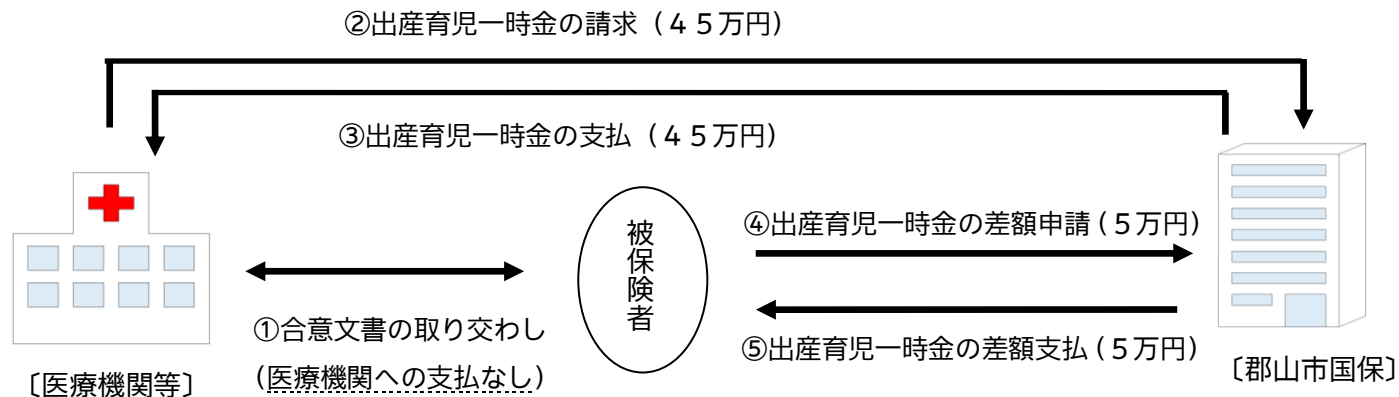 ②出産育児一時金の請求（４５万円）
③出産育児一時金の支払（４５万円）
被保険者
④出産育児一時金の差額申請(５万円)
①合意文書の取り交わし
(医療機関への支払なし)
⑤出産育児一時金の差額支払(５万円)
〔医療機関等〕
〔郡山市国保〕